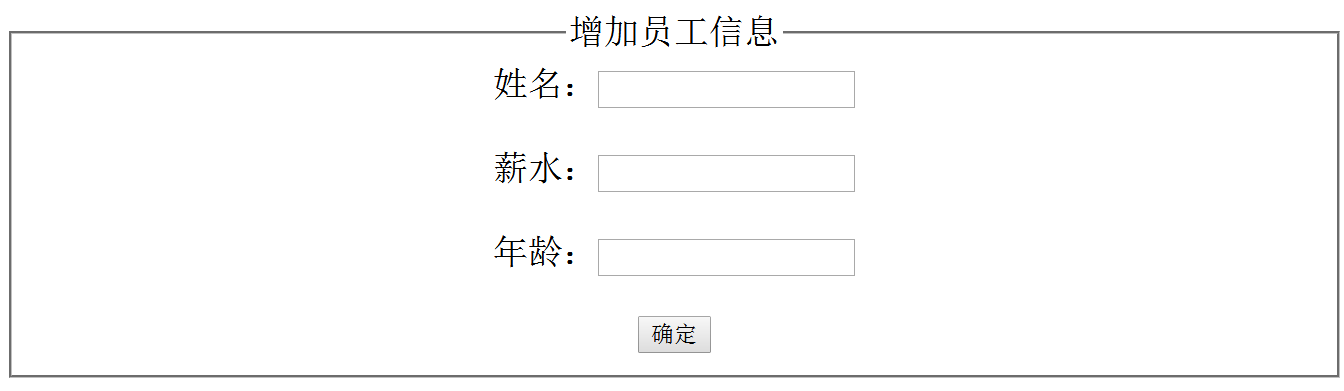 增加员工信息
姓名：
薪水：
年龄：
确定